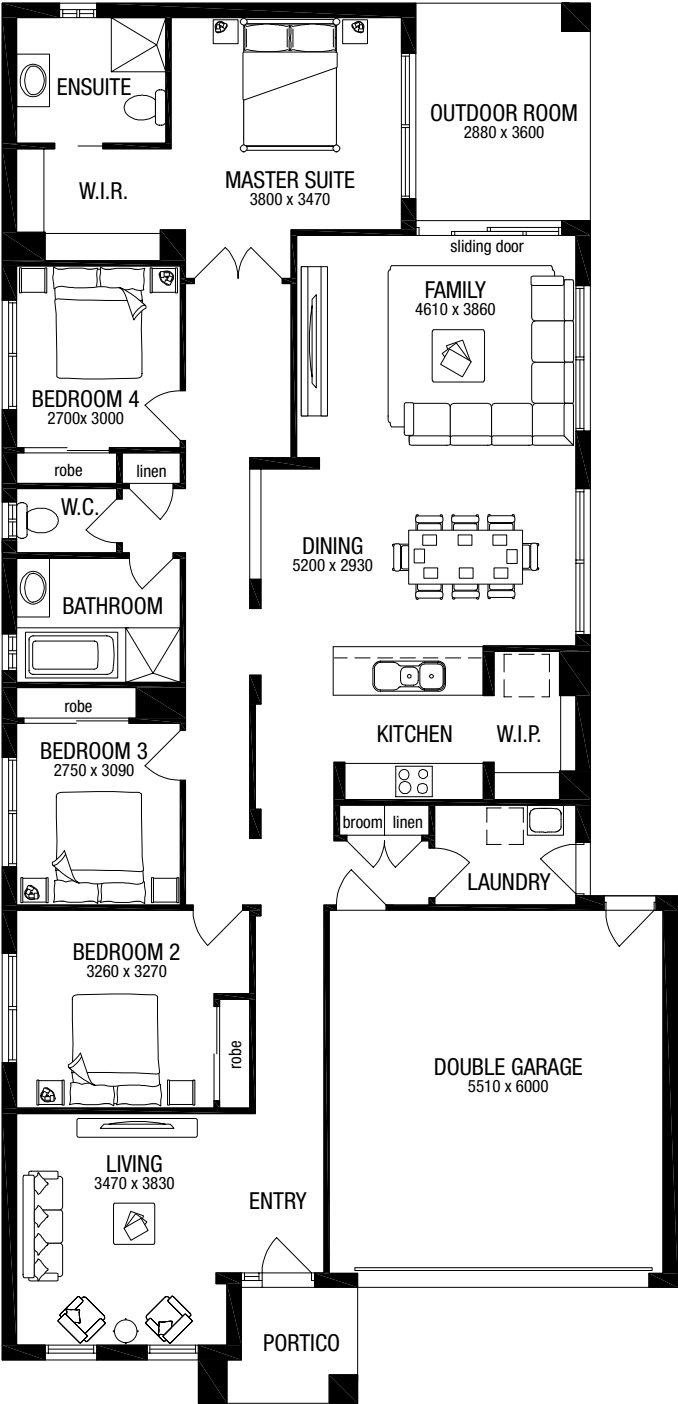 ENSUITE
OUTDOOR ROOM
2880 x 3600
W.I.R.
MASTER SUITE
3800 x 3470
sliding door
FAMILY
4610 x 3860
BEDROOM 4
2700x 3000
robe
linen
W.C.
DINING
5200 x 2930
BATHROOM
robe
KITCHEN
W.I.P.
BEDROOM 3
2750 x 3090
broom
linen
LAUNDRY
BEDROOM 2
3260 x 3270
robe
DOUBLE GARAGE
5510 x 6000
LIVING
3470 x 3830
ENTRY
PORTICO